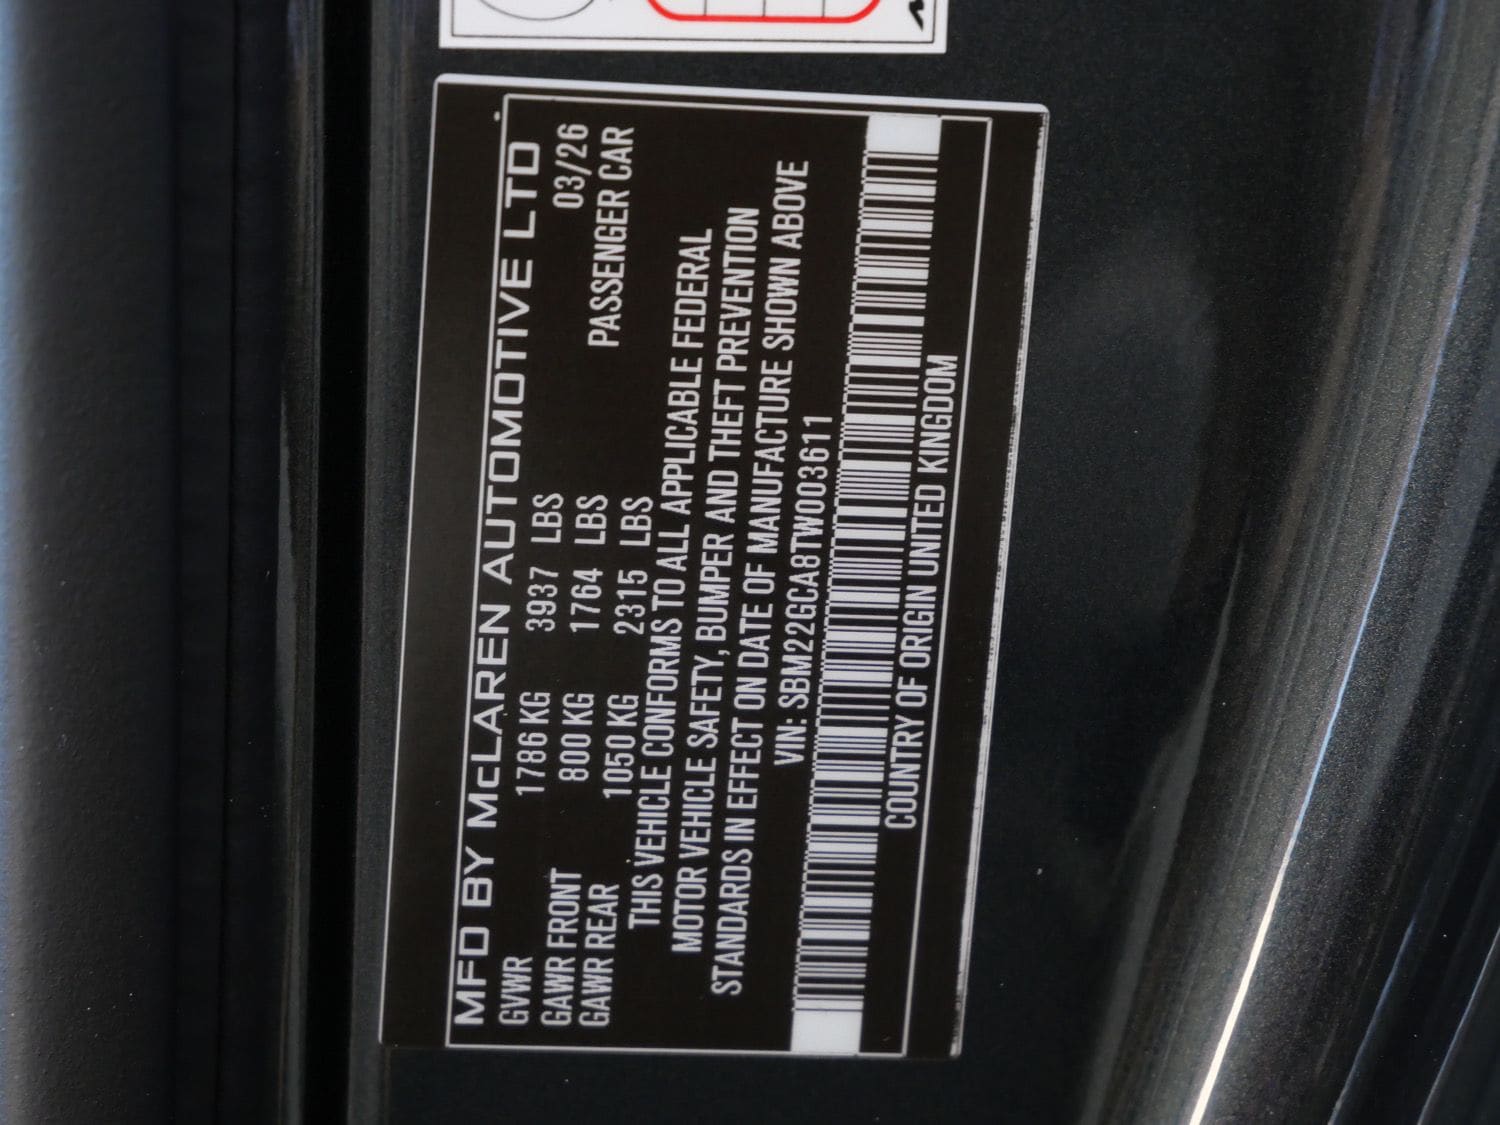 MFD BY McLAREN AUTOMOTIVE LTD
03/26
GVWR 1786 KG 3937 LBS
PASSENGER CAR
GAWR FRONT 800 KG 1764 LBS
GAWR REAR 1050 KG 2315 LBS
THIS VEHICLE CONFORMS TO ALL APPLICABLE FEDERAL
MOTOR VEHICLE SAFETY, BUMPER AND THEFT PREVENTION
STANDARDS IN EFFECT ON DATE OF MANUFACTURE SHOWN ABOVE
VIN: SBM22GCA8TW003611
COUNTRY OF ORIGIN UNITED KINGDOM